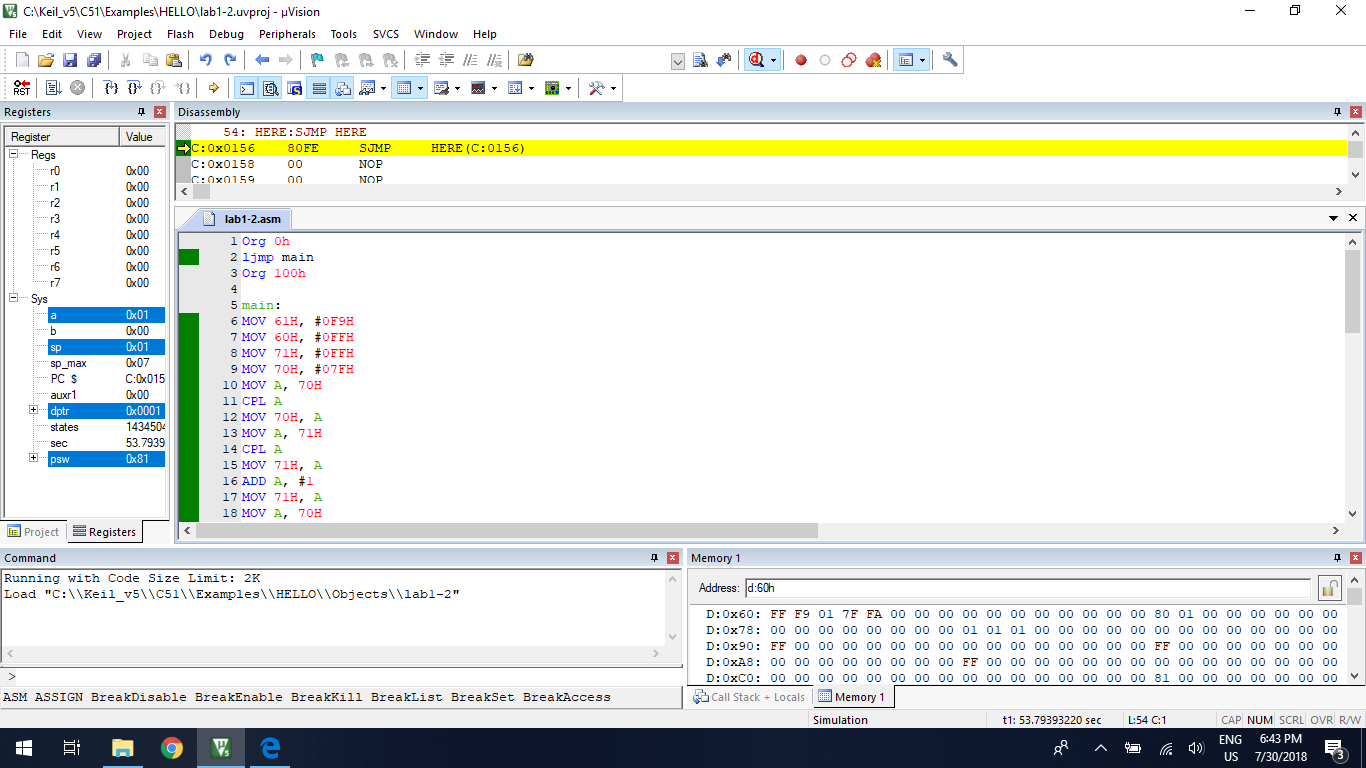 C:\Keil_v5\C51\Examples\HELLO\lab1-2.uvproj - µVision
File Edit View Project Flash Debug Peripherals Tools SVCS Window Help
Registers
Register Value
Regs
r0 0x00
r1 0x00
r2 0x00
r3 0x00
r4 0x00
r5 0x00
r6 0x00
r7 0x00
Sys
a 0x01
b 0x00
sp 0x01
sp_max 0x07
PC $ C:0x015
auxr1 0x00
dptr 0x0001
states 1434504
sec 53.7939
psw 0x81
Project Registers
Disassembly
54: HERE:SJMP HERE
C:0x0156 80FE SJMP HERE(C:0156)
C:0x0158 00 NOP
C:0x0159 00 NOP
lab1-2.asm
1 Org 0h
2 ljmp main
3 Org 100h
4
5 main:
6 MOV 61H, #0F9H
7 MOV 60H, #0FFH
8 MOV 71H, #0FFH
9 MOV 70H, #07FH
10 MOV A, 70H
11 CPL A
12 MOV 70H, A
13 MOV A, 71H
14 CPL A
15 MOV 71H, A
16 ADD A, #1
17 MOV 71H, A
18 MOV A, 70H
Command
Running with Code Size Limit: 2K
Load "C:\\Keil_v5\\C51\\Examples\\HELLO\\Objects\\lab1-2"
>
ASM ASSIGN BreakDisable BreakEnable BreakKill BreakList BreakSet BreakAccess
Memory 1
Address: d:60h
D:0x60: FF F9 01 7F FA 00 00 00 00 00 00 00 00 00 00 00 80 01 00 00 00 00 00 00
D:0x78: 00 00 00 00 00 00 00 00 01 01 01 00 00 00 00 00 00 00 00 00 00 00 00 00
D:0x90: FF 00 00 00 00 00 00 00 00 00 00 00 00 00 00 00 FF 00 00 00 00 00 00 00
D:0xA8: 00 00 00 00 00 00 00 00 FF 00 00 00 00 00 00 00 00 00 00 00 00 00 00 00
D:0xC0: 00 00 00 00 00 00 00 00 00 00 00 00 00 00 00 00 81 00 00 00 00 00 00 00
Call Stack + Locals Memory 1
Simulation t1: 53.79393220 sec L:54 C:1 CAP NUM SCRL OVR R/W
ENG
US
6:43 PM
7/30/2018
3